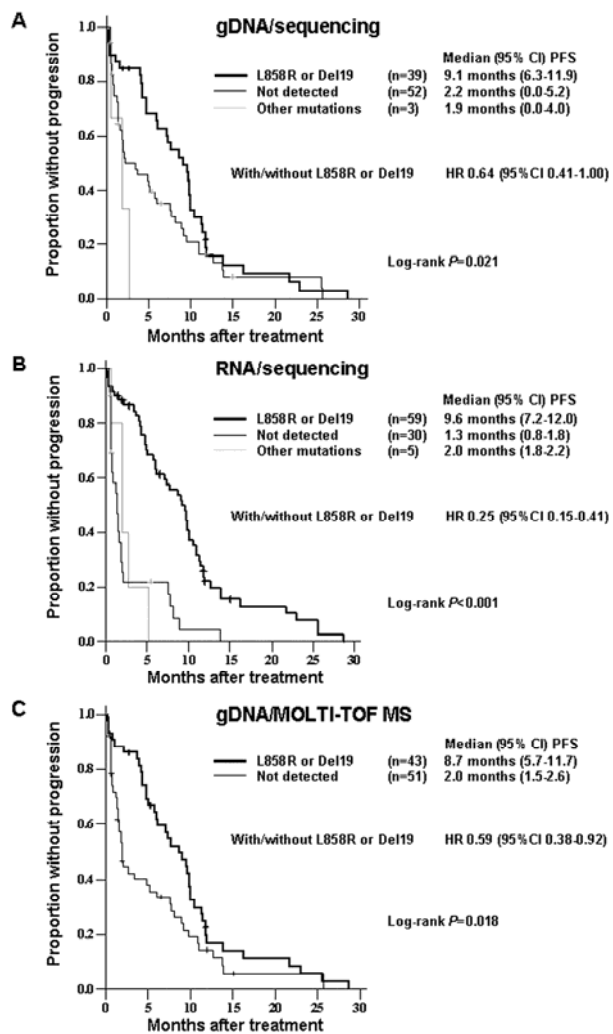 A
gDNA/sequencing
Median (95% CI) PFS
L858R or Del19 (n=39) 9.1 months (6.3-11.9)
Not detected (n=52) 2.2 months (0.0-5.2)
Other mutations (n=3) 1.9 months (0.0-4.0)
With/without L858R or Del19 HR 0.64 (95%CI 0.41-1.00)
Log-rank P=0.021
Proportion without progression
1.0
0.8
0.6
0.4
0.2
0.0
0 5 10 15 20 25 30
Months after treatment
B
RNA/sequencing
Median (95% CI) PFS
L858R or Del19 (n=59) 9.6 months (7.2-12.0)
Not detected (n=30) 1.3 months (0.8-1.8)
Other mutations (n=5) 2.0 months (1.8-2.2)
With/without L858R or Del19 HR 0.25 (95%CI 0.15-0.41)
Log-rank P<0.001
Proportion without progression
1.0
0.8
0.6
0.4
0.2
0.0
0 5 10 15 20 25 30
Months after treatment
C
gDNA/MOLTI-TOF MS
Median (95% CI) PFS
L858R or Del19 (n=43) 8.7 months (5.7-11.7)
Not detected (n=51) 2.0 months (1.5-2.6)
With/without L858R or Del19 HR 0.59 (95%CI 0.38-0.92)
Log-rank P=0.018
Proportion without progression
1.0
0.8
0.6
0.4
0.2
0.0
0 5 10 15 20 25 30
Months after treatment